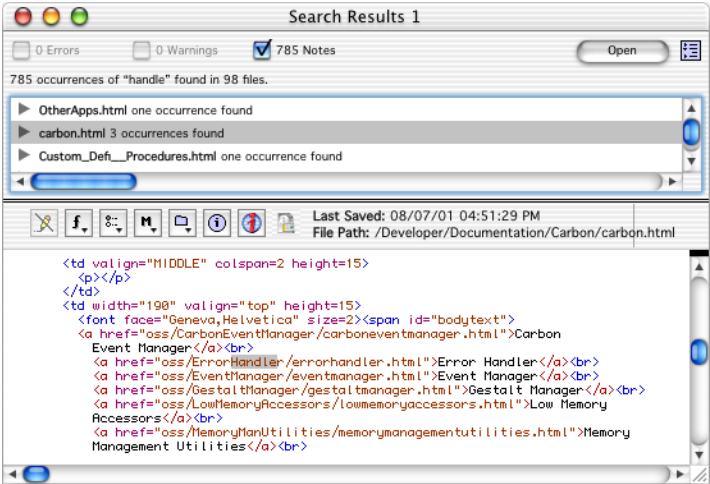 Search Results 1
0 Errors
0 Warnings
785 Notes
Open
785 occurrences of “handle” found in 98 files.
OtherApps.html one occurrence found
carbon.html 3 occurrences found
Custom_Defi__Procedures.html one occurrence found
Last Saved: 08/07/01 04:51:29 PM
File Path: /Developer/Documentation/Carbon/carbon.html
<td valign="MIDDLE" colspan=2 height=15>
<p></p>
</td>
<td width="190" valign="top" height=15>
<font face="Geneva,Helvetica" size=2><span id="bodytext">
<a href="oss/CarbonEventManager/carboneventmanager.html">Carbon
Event Manager</a><br>
<a href="oss/ErrorHandler/errorhandler.html">Error Handler</a><br>
<a href="oss/EventManager/eventmanager.html">Event Manager</a><br>
<a href="oss/GestaltManager/gestaltmanager.html">Gestalt Manager</a><br>
<a href="oss/LowMemoryAccessors/lowmemoryaccessors.html">Low Memory
Accessors</a><br>
<a href="oss/MemoryManUtilities/memorymanagementutilities.html">Memory
Management Utilities</a><br>